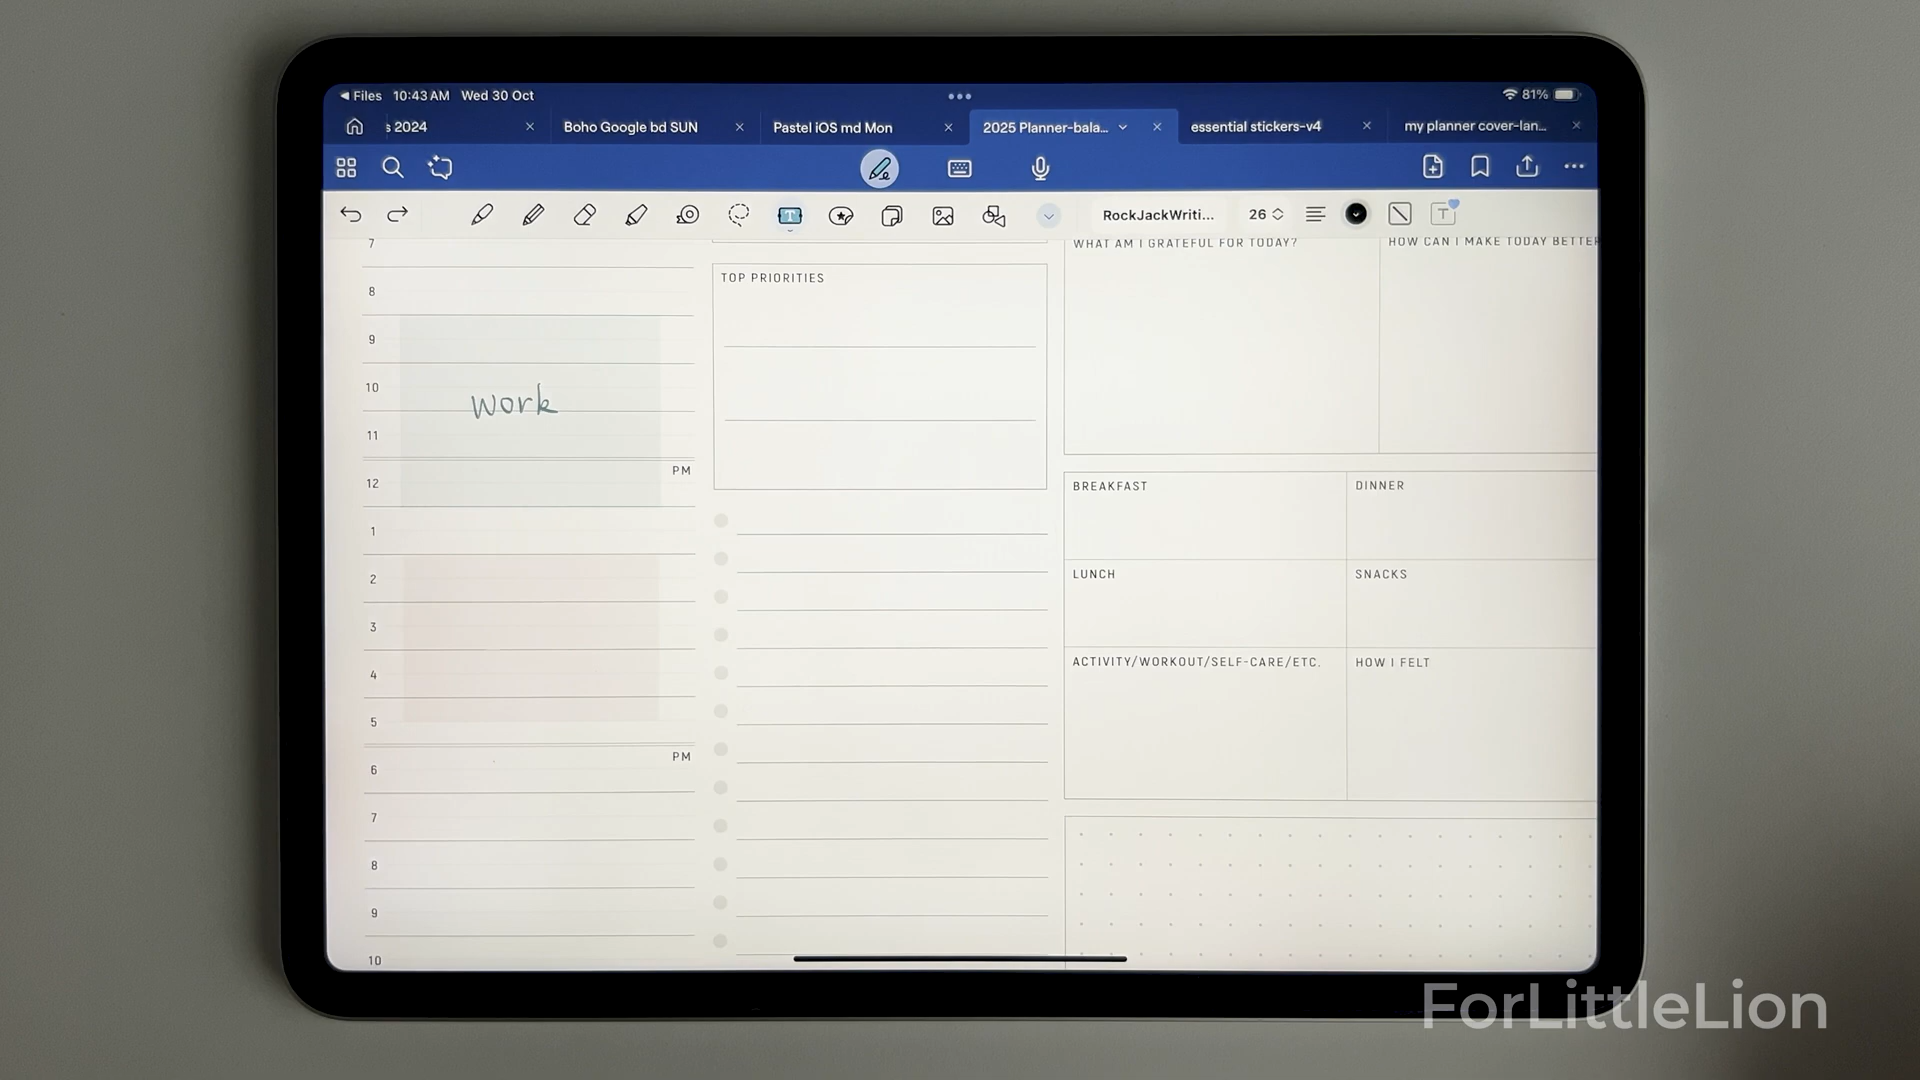 Files 10:43 AM Wed 30 Oct 81%
s 2024 Boho Google bd SUN Pastel iOS md Mon 2025 Planner-bala... essential stickers-v4 my planner cover-lan...
RockJackWriti... 26
7
8
9
10
work
11
PM
12
1
2
3
4
5
PM
6
7
8
9
10
TOP PRIORITIES
WHAT AM I GRATEFUL FOR TODAY?
HOW CAN I MAKE TODAY BETTER
BREAKFAST
DINNER
LUNCH
SNACKS
ACTIVITY/WORKOUT/SELF-CARE/ETC.
HOW I FELT
ForLittleLion